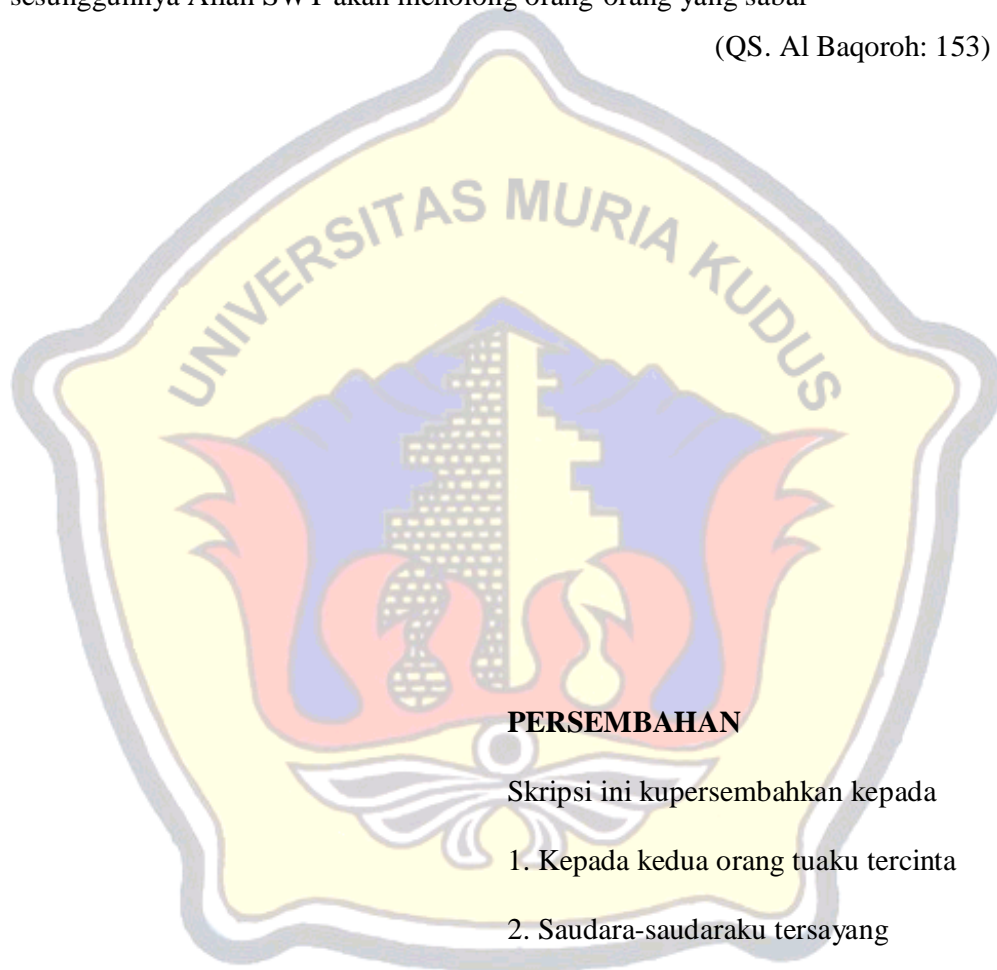 sesungguhnya Allah SWT akan menolong orang-orang yang sabar
(QS. Al Baqoroh: 153)
UNIVERSITAS MURIA KUDUS
PERSEMBAHAN
Skripsi ini kupersembahkan kepada
1. Kepada kedua orang tuaku tercinta
2. Saudara-saudaraku tersayang